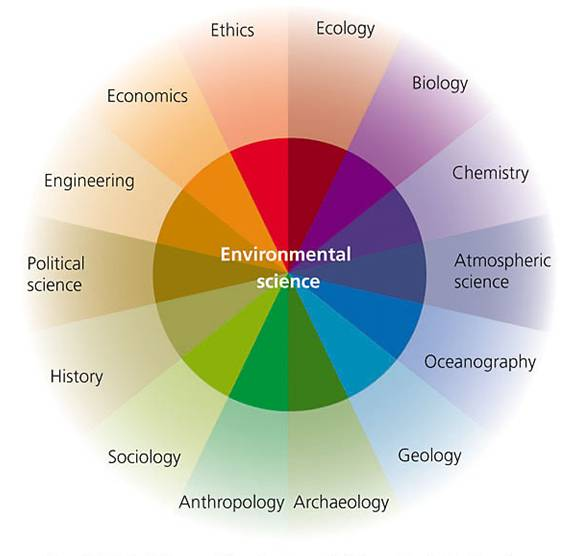 Ethics
Ecology
Economics
Biology
Engineering
Chemistry
Environmental
science
Political
science
Atmospheric
science
History
Oceanography
Sociology
Geology
Anthropology
Archaeology